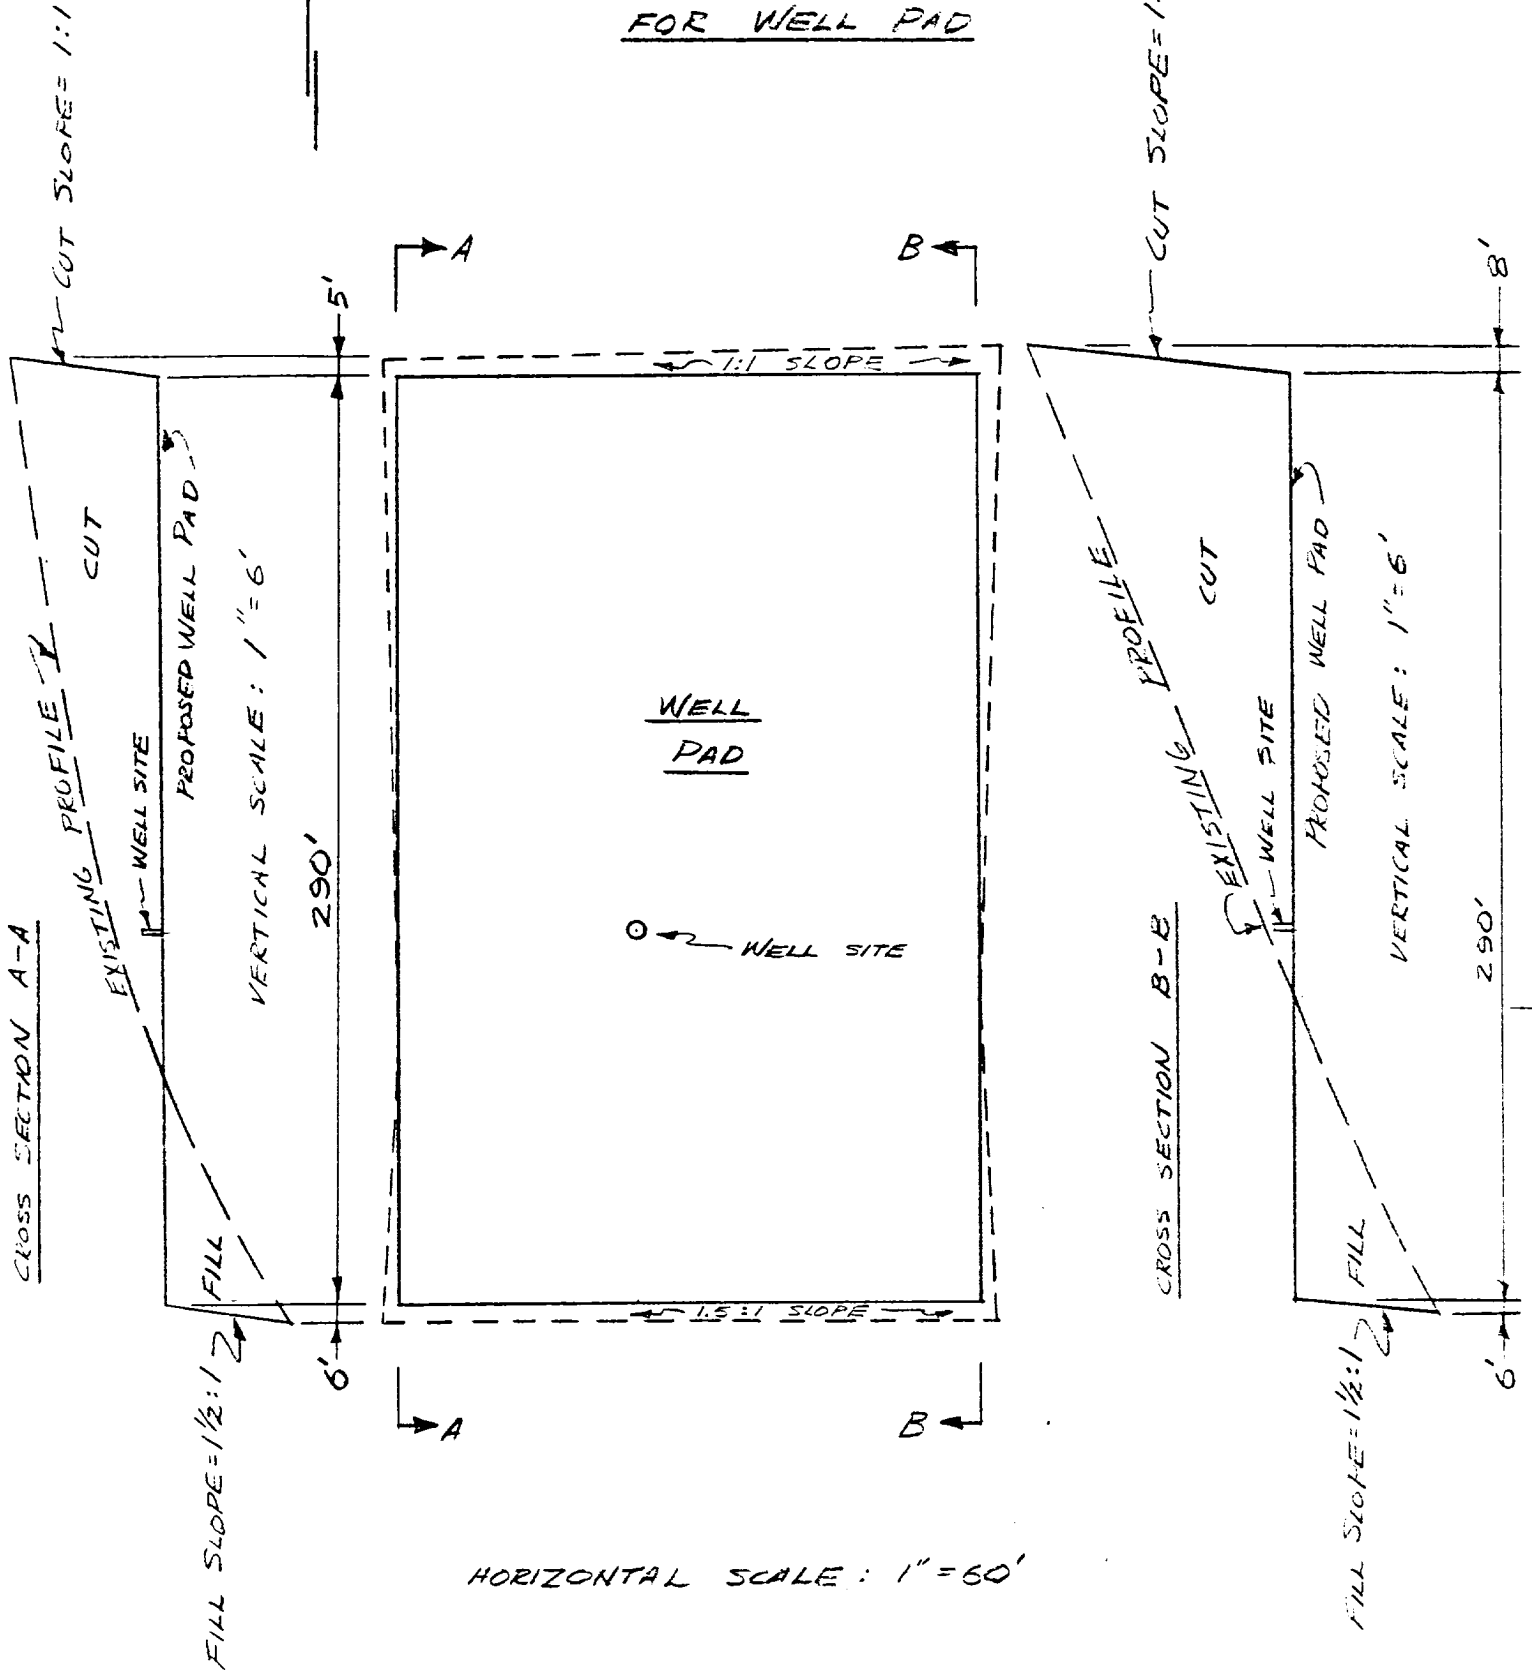 FOR WELL PAD
CUT SLOPE = 1:1
CUT SLOPE = 1:
A
B
5'
8'
1:1 SLOPE
CUT
PROPOSED WELL PAD
EXISTING PROFILE
WELL SITE
VERTICAL SCALE : 1" = 6'
290'
CROSS SECTION A-A
FILL
FILL SLOPE = 1½:1
6'
WELL
PAD
WELL SITE
1.5:1 SLOPE
A
B
CUT
PROPOSED WELL PAD
EXISTING PROFILE
WELL SITE
VERTICAL SCALE : 1" = 6'
290'
CROSS SECTION B-B
FILL
FILL SLOPE = 1½:1
6'
HORIZONTAL SCALE : 1" = 60'